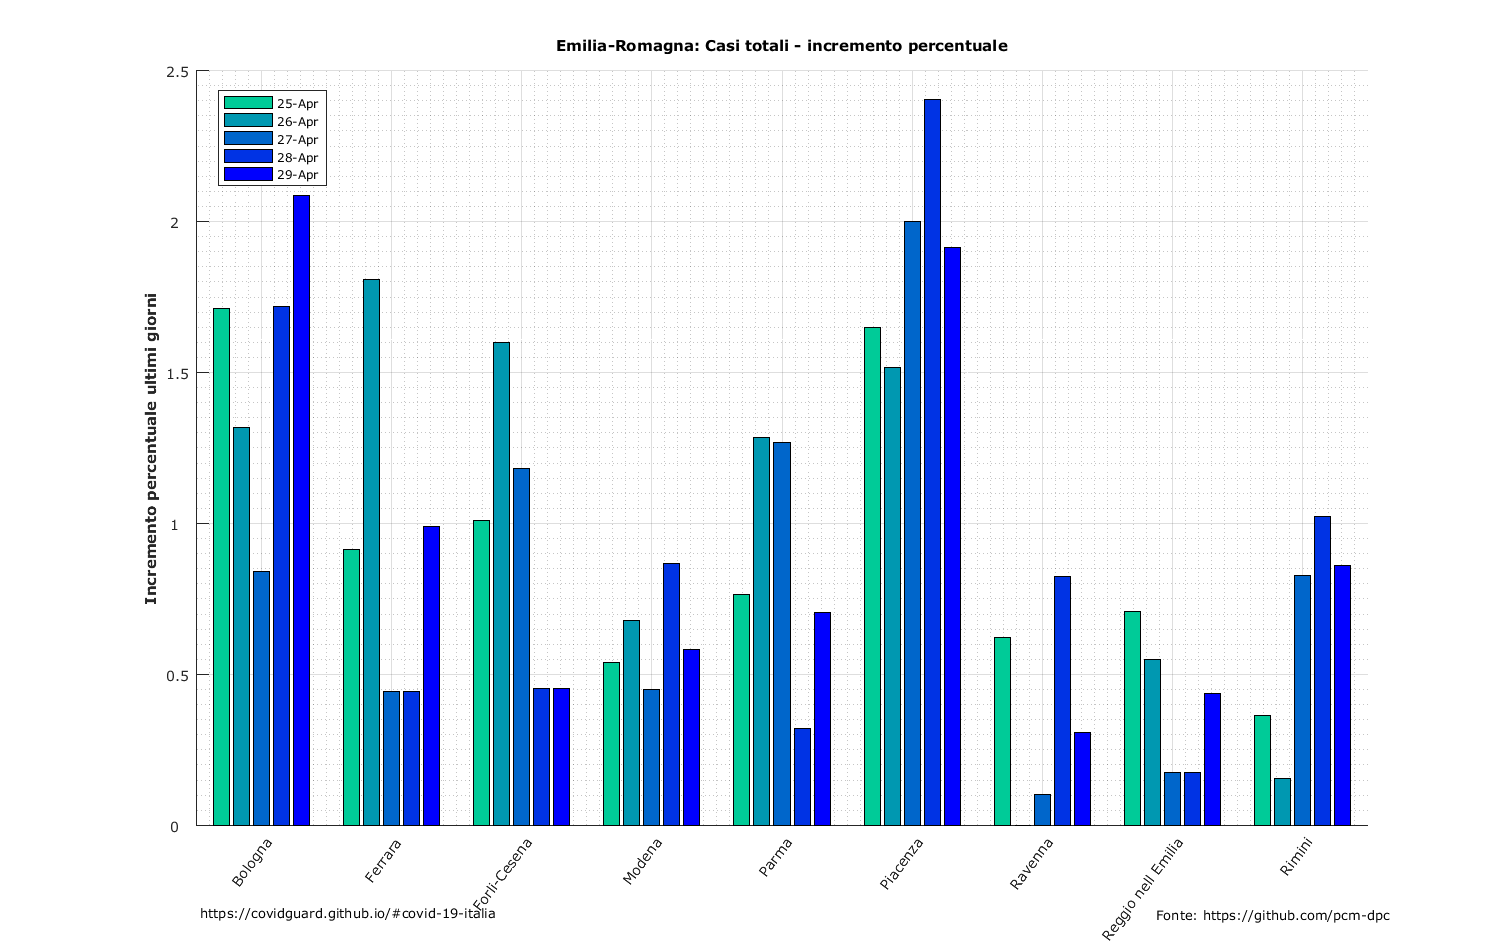 Emilia-Romagna: Casi totali - incremento percentuale
2.5
2
1.5
1
0.5
0
Incremento percentuale ultimi giorni
25-Apr
26-Apr
27-Apr
28-Apr
29-Apr
Bologna
Ferrara
Forlì-Cesena
Modena
Parma
Piacenza
Ravenna
Reggio nell Emilia
Rimini
https://covidguard.github.io/#covid-19-italia
Fonte: https://github.com/pcm-dpc